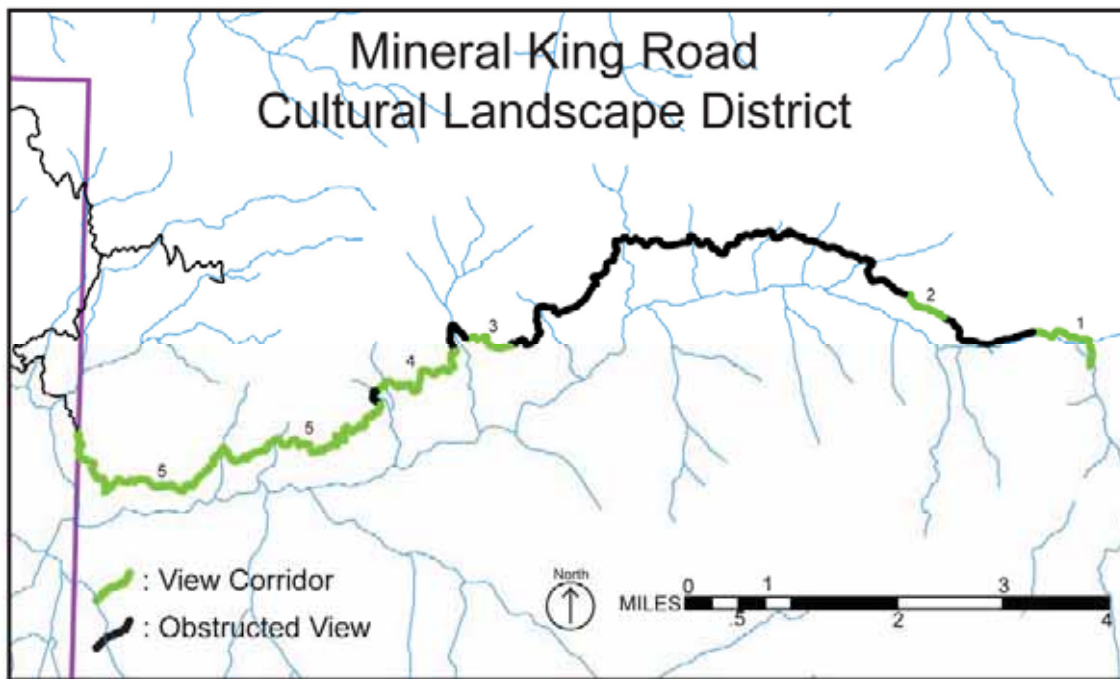 Mineral King Road
Cultural Landscape District
2
1
3
4
5
5
: View Corridor
: Obstructed View
North
MILES
0 1 3
.5 2 4